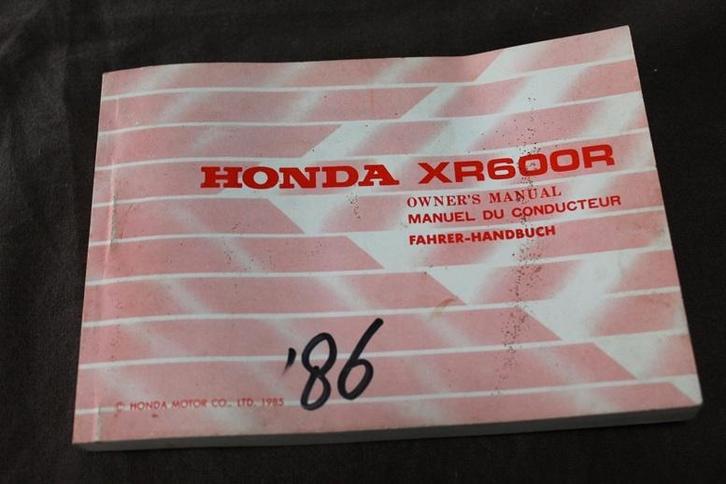 HONDA XR600R
OWNER'S MANUAL
MANUEL DU CONDUCTEUR
FAHRER-HANDBUCH
'86
© HONDA MOTOR CO., LTD. 1985